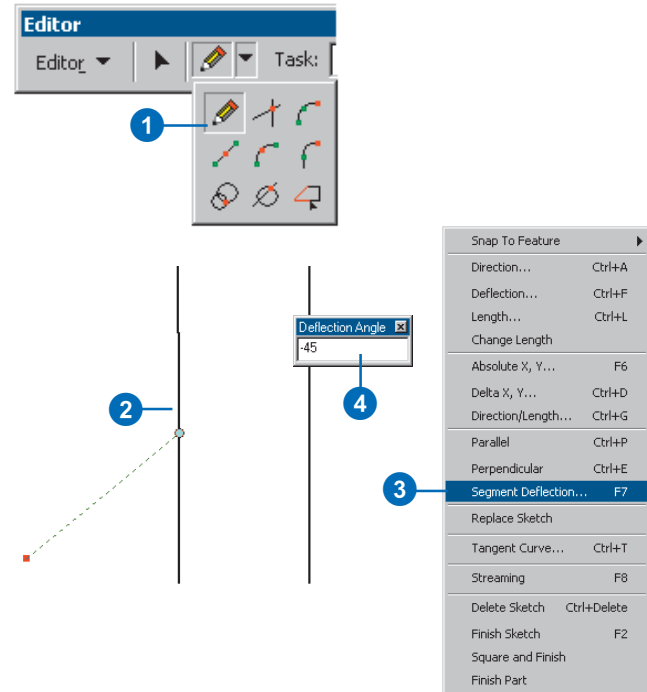 Editor
Editor Task:
1
2
Deflection Angle
-45
4
3
Snap To Feature
Direction... Ctrl+A
Deflection... Ctrl+F
Length... Ctrl+L
Change Length
Absolute X, Y... F6
Delta X, Y... Ctrl+D
Direction/Length... Ctrl+G
Parallel Ctrl+P
Perpendicular Ctrl+E
Segment Deflection... F7
Replace Sketch
Tangent Curve... Ctrl+T
Streaming F8
Delete Sketch Ctrl+Delete
Finish Sketch F2
Square and Finish
Finish Part